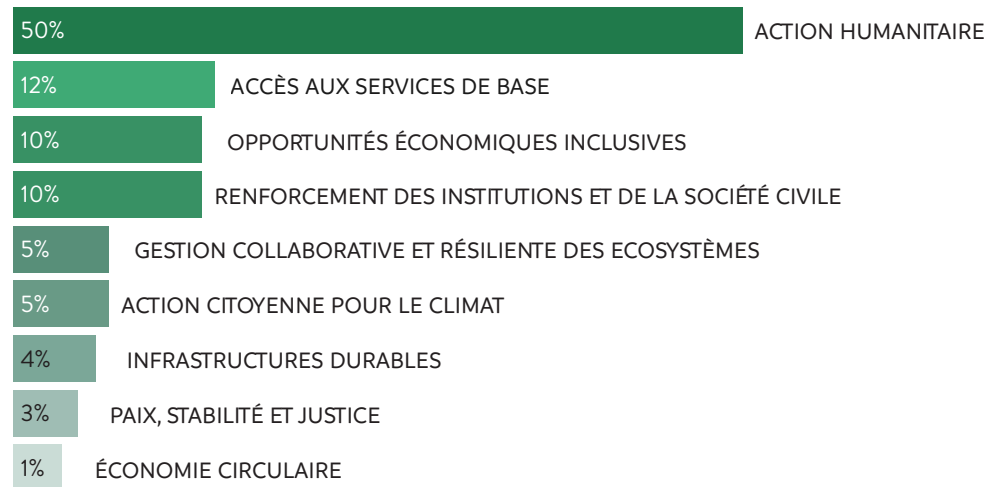 50% ACTION HUMANITAIRE
12% ACCÈS AUX SERVICES DE BASE
10% OPPORTUNITÉS ÉCONOMIQUES INCLUSIVES
10% RENFORCEMENT DES INSTITUTIONS ET DE LA SOCIÉTÉ CIVILE
5% GESTION COLLABORATIVE ET RÉSILIENTE DES ECOSYSTÈMES
5% ACTION CITOYENNE POUR LE CLIMAT
4% INFRASTRUCTURES DURABLES
3% PAIX, STABILITÉ ET JUSTICE
1% ÉCONOMIE CIRCULAIRE